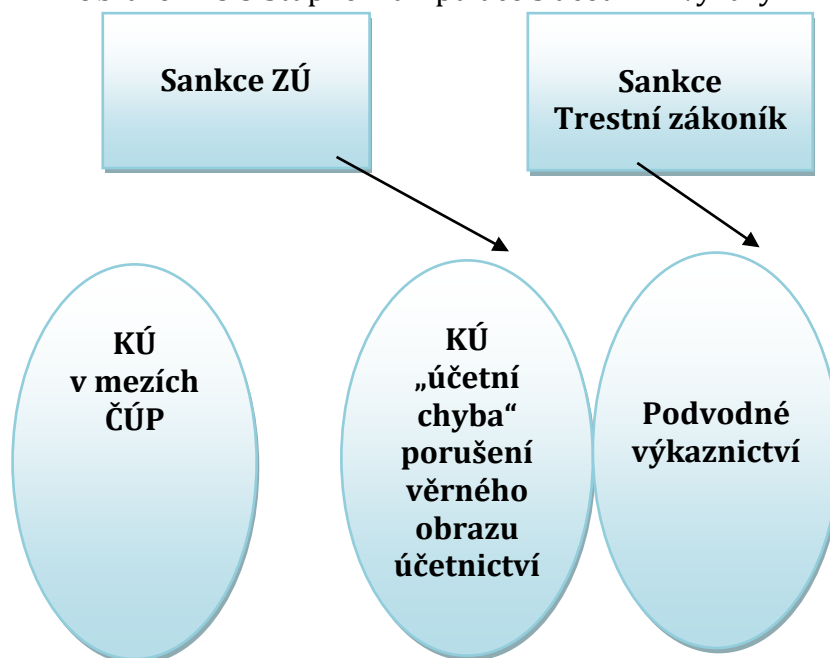 Sankce ZÚ
Sankce
Trestní zákoník
KÚ
v mezích
ČÚP
KÚ
„účetní
chyba“
porušení
věrného
obrazu
účetnictví
Podvodné
výkaznictví